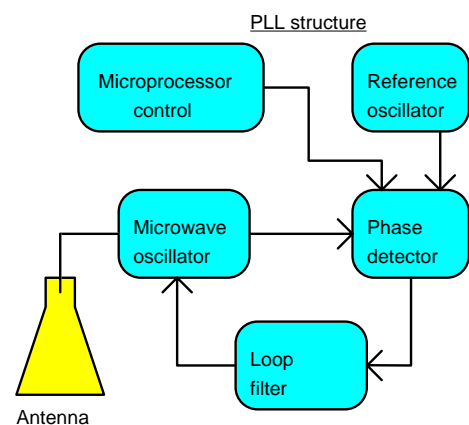 PLL structure
Microprocessor
control
Reference
oscillator
Microwave
oscillator
Phase
detector
Loop
filter
Antenna